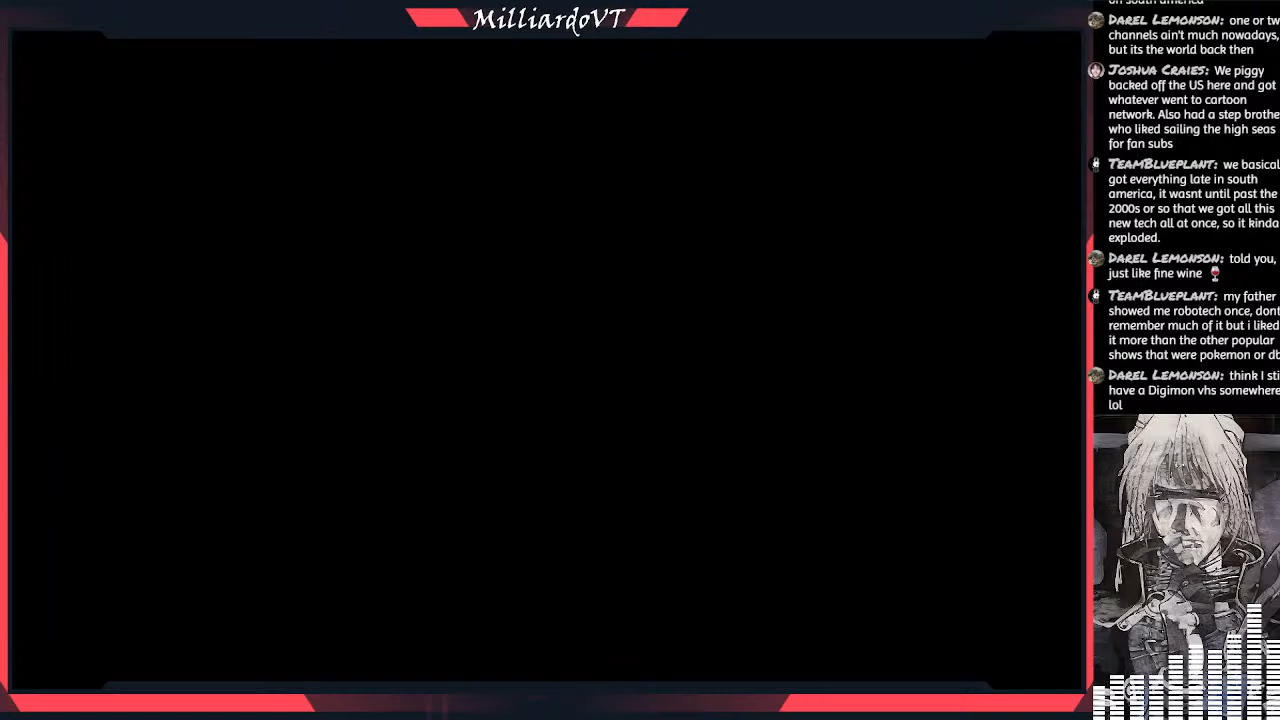 MilliardoVT
on south america
Darel Lemonson: one or tw
channels ain't much nowadays,
but its the world back then
Joshua Craies: We piggy
backed off the US here and got
whatever went to cartoon
network. Also had a step brothe
who liked sailing the high seas
for fan subs
TeamBlueplant: we basical
got everything late in south
america, it wasnt until past the
2000s or so that we got all this
new tech all at once, so it kinda
exploded.
Darel Lemonson: told you,
just like fine wine 🍷
TeamBlueplant: my father
showed me robotech once, dont
remember much of it but i liked
it more than the other popular
shows that were pokemon or db
Darel Lemonson: think I sti
have a Digimon vhs somewhere
lol